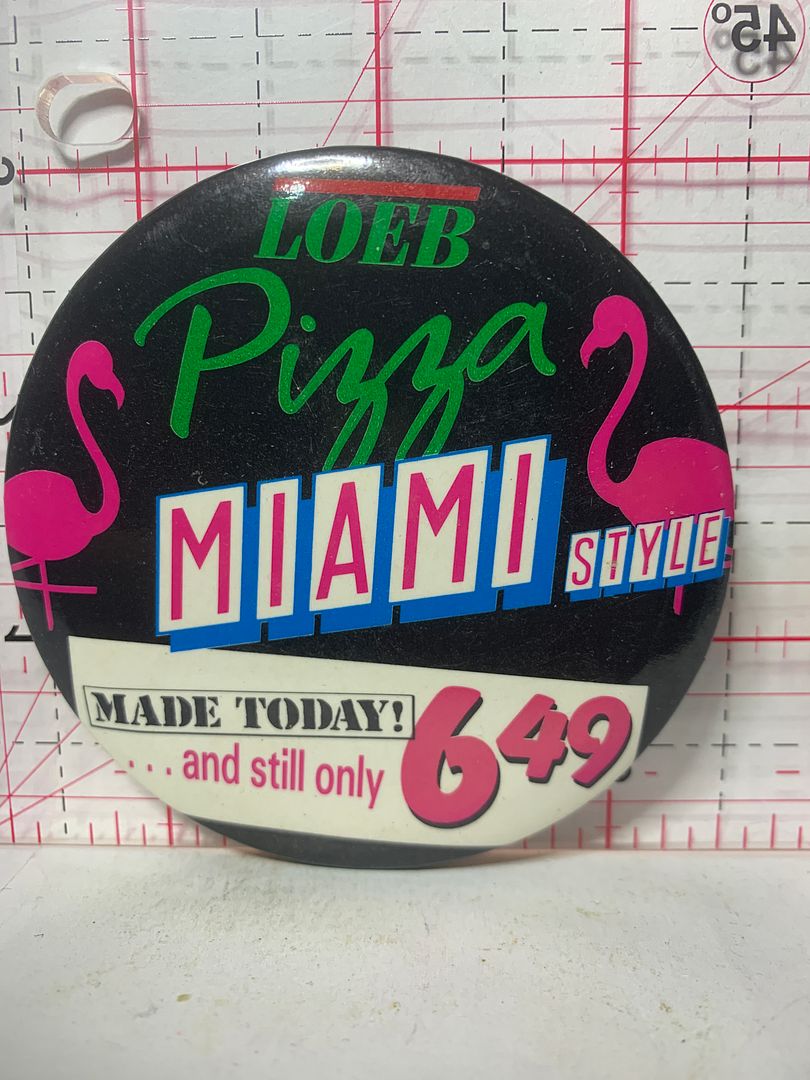 45°
LOEB
Pizza
MIAMI STYLE
MADE TODAY!
...and still only 649